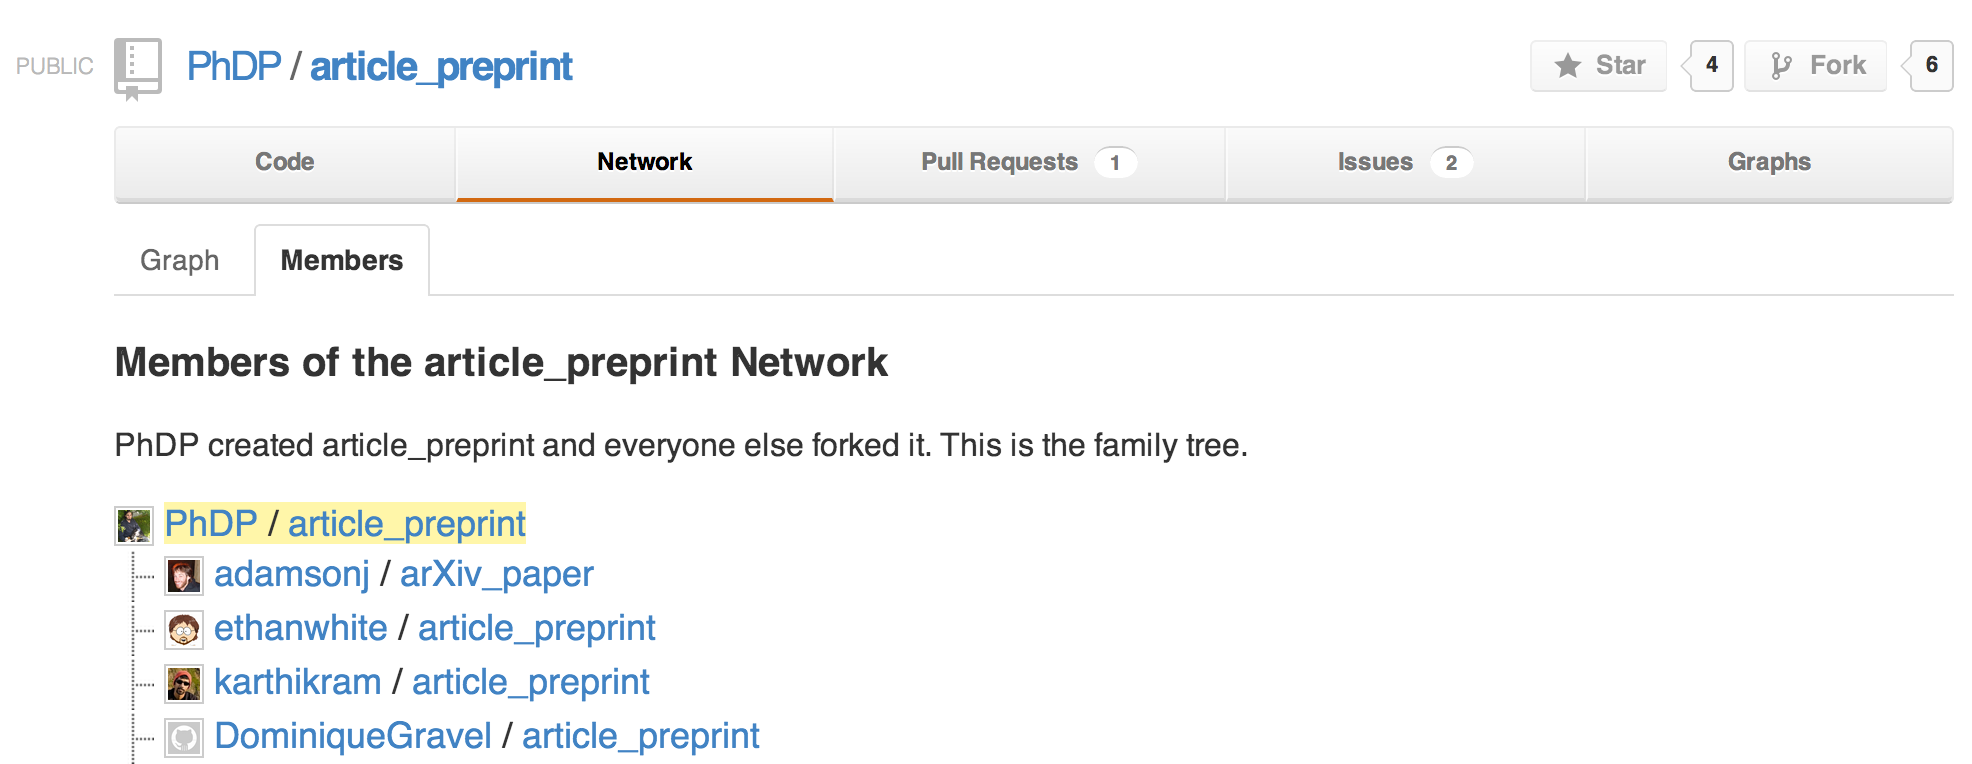 PUBLIC PhDP / article_preprint Star 4 Fork 6
Code Network Pull Requests 1 Issues 2 Graphs
Graph Members
Members of the article_preprint Network
PhDP created article_preprint and everyone else forked it. This is the family tree.
PhDP / article_preprint
adamsonj / arXiv_paper
ethanwhite / article_preprint
karthikram / article_preprint
DominiqueGravel / article_preprint